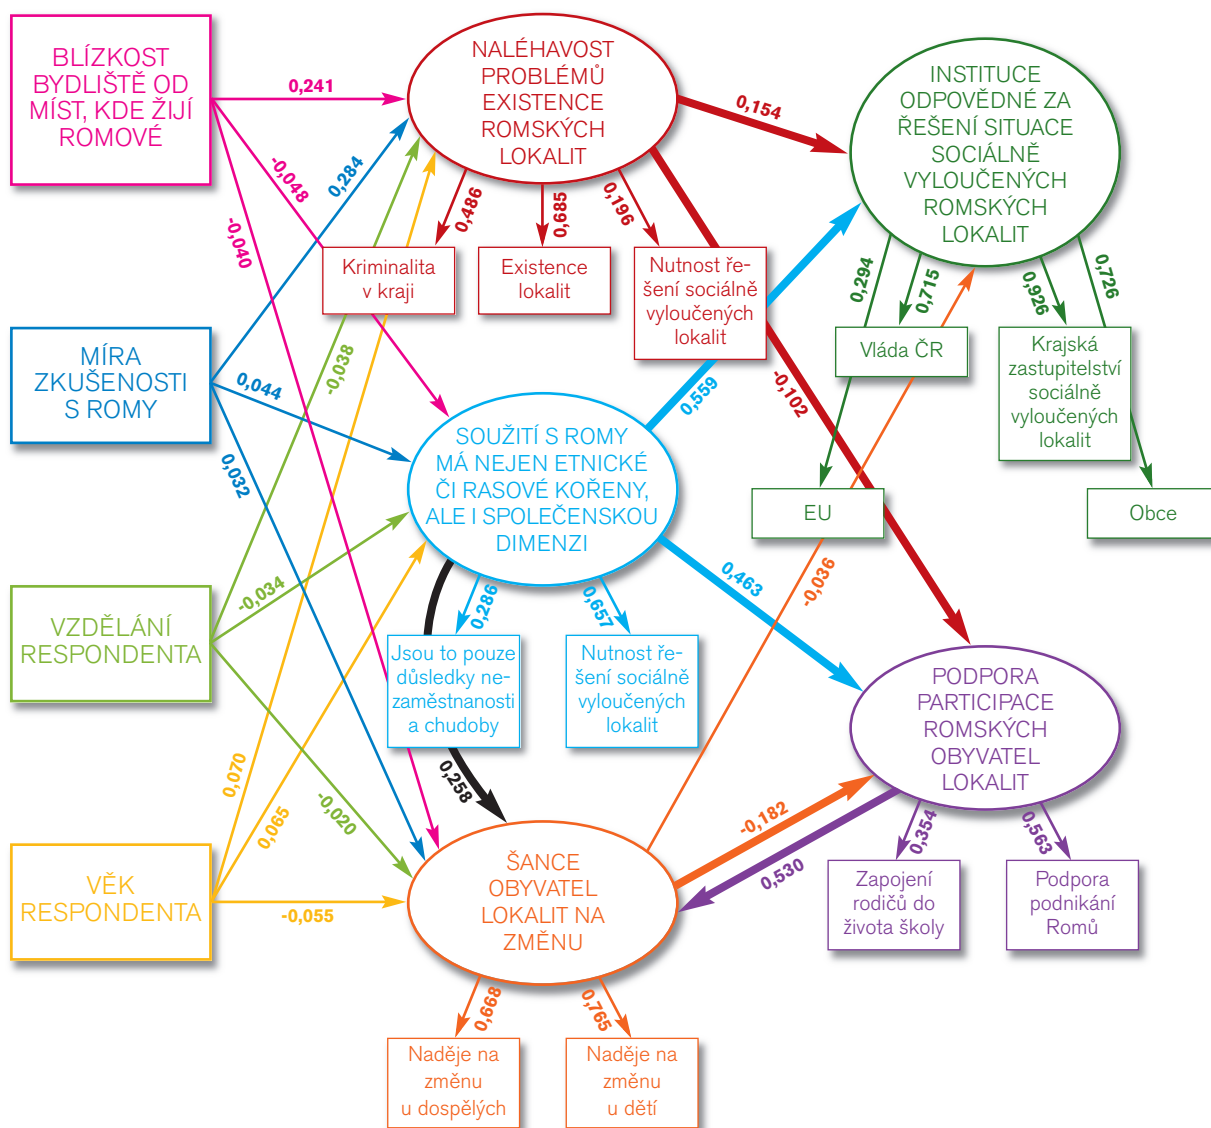 BLÍZKOST
BYDLIŠTĚ OD
MÍST, KDE ŽIJÍ
ROMOVÉ
NALÉHAVOST
PROBLÉMŮ
EXISTENCE
ROMSKÝCH
LOKALIT
INSTITUCE
ODPOVĚDNÉ ZA
ŘEŠENÍ SITUACE
SOCIÁLNĚ
VYLOUČENÝCH
ROMSKÝCH
LOKALIT
0,241
0,154
-0,048
0,284
-0,040
0,486
0,685
0,196
0,294
0,715
0,926
0,726
Kriminalita
v kraji
Existence
lokalit
Nutnost ře-
šení sociálně
vyloučených
lokalit
Vláda ČR
Krajská
zastupitelství
sociálně
vyloučených
lokalit
MÍRA
ZKUŠENOSTI
S ROMY
-0,038
0,044
0,032
0,559
-0,102
SOUŽITÍ S ROMY
MÁ NEJEN ETNICKÉ
ČI RASOVÉ KOŘENY,
ALE I SPOLEČENSKOU
DIMENZI
EU
Obce
-0,034
0,286
0,657
0,463
-0,036
VZDĚLÁNÍ
RESPONDENTA
Jsou to pouze
důsledky ne-
zaměstnanosti
a chudoby
Nutnost ře-
šení sociálně
vyloučených
lokalit
PODPORA
PARTICIPACE
ROMSKÝCH
OBYVATEL
LOKALIT
0,070
0,065
-0,020
0,258
-0,182
0,530
0,354
0,563
VĚK
RESPONDENTA
-0,055
ŠANCE
OBYVATEL
LOKALIT NA
ZMĚNU
Zapojení
rodičů do
života školy
Podpora
podnikání
Romů
0,668
0,765
Naděje na
změnu
u dospělých
Naděje na
změnu
u dětí